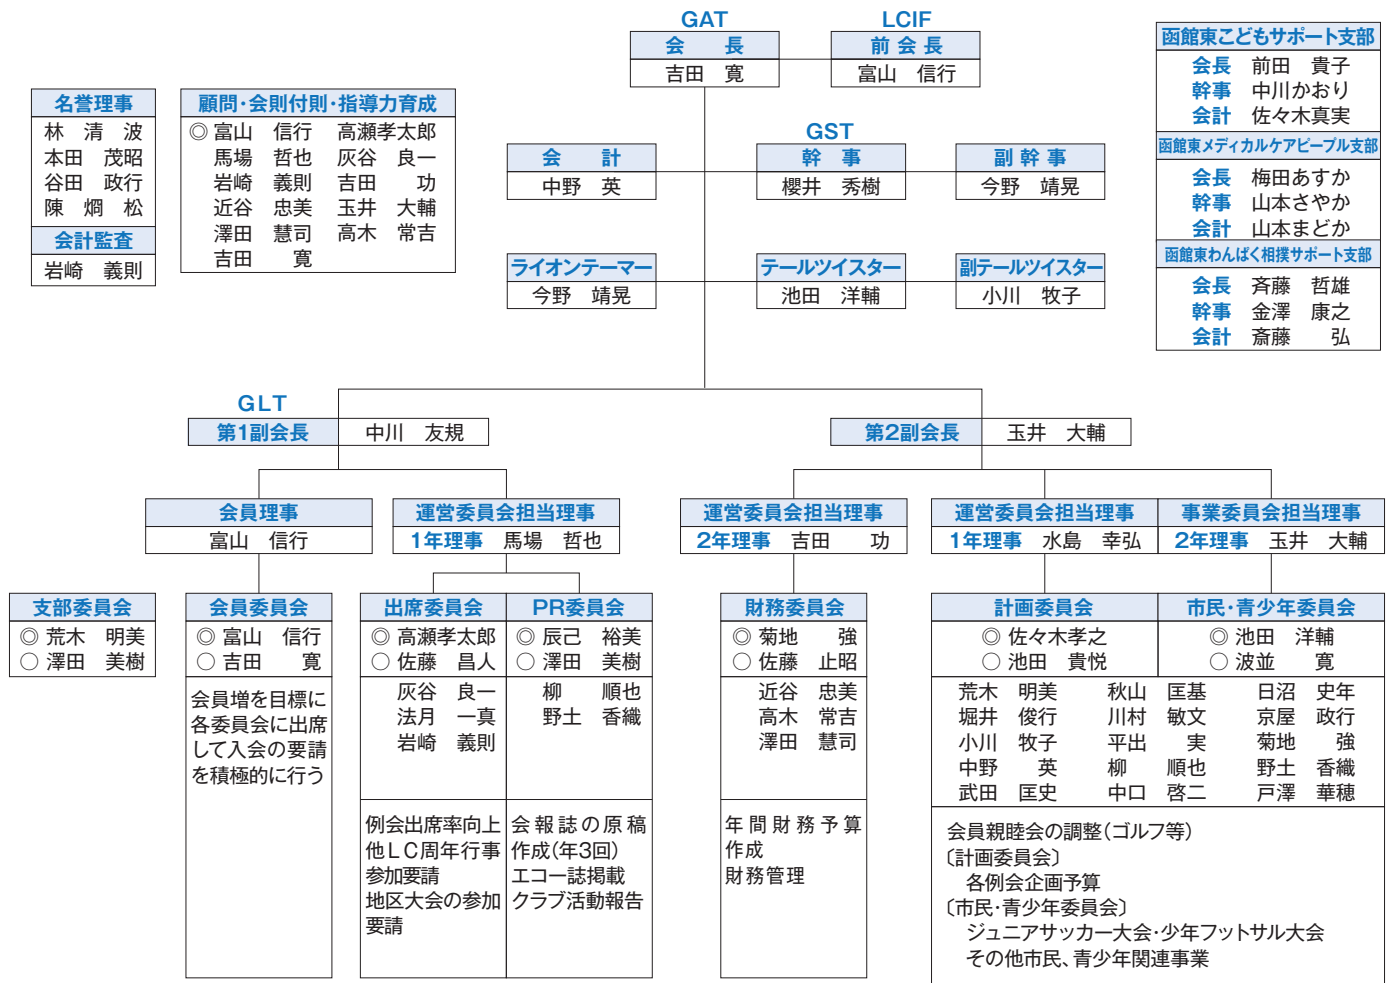 GAT
会　長
吉田　寛
LCIF
前会長
富山　信行
名誉理事
林　清　波
本田　茂昭
谷田　政行
陳　烱　松
会計監査
岩崎　義則
顧問・会則付則・指導力育成
◎ 富山　信行　高瀬孝太郎
馬場　哲也　灰谷　良一
岩崎　義則　吉田　　功
近谷　忠美　玉井　大輔
澤田　慧司　高木　常吉
吉田　　寛
会　計
中野　英
GST
幹　事
櫻井　秀樹
副幹事
今野　靖晃
ライオンテーマー
今野　靖晃
テールツイスター
池田　洋輔
副テールツイスター
小川　牧子
函館東こどもサポート支部
会長　前田　貴子
幹事　中川かおり
会計　佐々木真実
函館東メディカルケアピープル支部
会長　梅田あすか
幹事　山本さやか
会計　山本まどか
函館東わんぱく相撲サポート支部
会長　斉藤　哲雄
幹事　金澤　康之
会計　斎藤　　弘
GLT
第1副会長　中川　友規
第2副会長　玉井　大輔
会員理事
富山　信行
運営委員会担当理事
1年理事　馬場　哲也
運営委員会担当理事
2年理事　吉田　　功
運営委員会担当理事
1年理事　水島　幸弘
事業委員会担当理事
2年理事　玉井　大輔
支部委員会
◎ 荒木　明美
○ 澤田　美樹
会員委員会
◎ 富山　信行
○ 吉田　　寛
会員増を目標に
各委員会に出席
して入会の要請
を積極的に行う
出席委員会
◎ 高瀬孝太郎
○ 佐藤　昌人
灰谷　良一
法月　一真
岩崎　義則
例会出席率向上
他LC周年行事
参加要請
地区大会の参加
要請
PR委員会
◎ 辰己　裕美
○ 澤田　美樹
柳　　順也
野土　香織
会報誌の原稿
作成(年3回)
エコー誌掲載
クラブ活動報告
財務委員会
◎ 菊地　　強
○ 佐藤　止昭
近谷　忠美
高木　常吉
澤田　慧司
年間財務予算
作成
財務管理
計画委員会
◎ 佐々木孝之
○ 池田　貴悦
市民・青少年委員会
◎ 池田　洋輔
○ 波並　　寛
荒木　明美　秋山　匡基　日沼　史年
堀井　俊行　川村　敏文　京屋　政行
小川　牧子　平出　　実　菊地　　強
中野　　英　柳　　順也　野土　香織
武田　匡史　中口　啓二　戸澤　華穂
会員親睦会の調整(ゴルフ等)
〔計画委員会〕
各例会企画予算
〔市民・青少年委員会〕
ジュニアサッカー大会・少年フットサル大会
その他市民、青少年関連事業